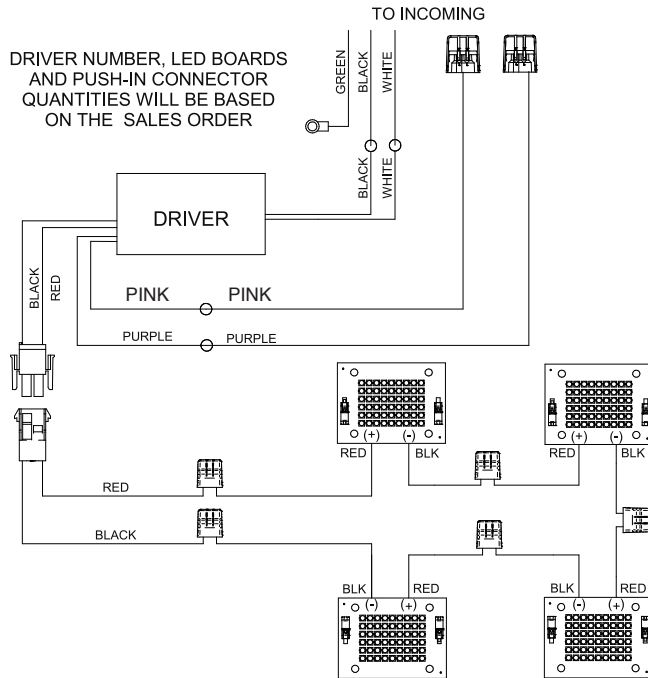 TO INCOMING
DRIVER NUMBER, LED BOARDS
AND PUSH-IN CONNECTOR
QUANTITIES WILL BE BASED
ON THE SALES ORDER
GREEN
BLACK
WHITE
BLACK
WHITE
DRIVER
BLACK
RED
PINK
PINK
PURPLE
PURPLE
(+)
(-)
(+)
(-)
RED
BLK
RED
BLK
RED
BLACK
BLK
RED
BLK
RED
(-)
(+)
(-)
(+)